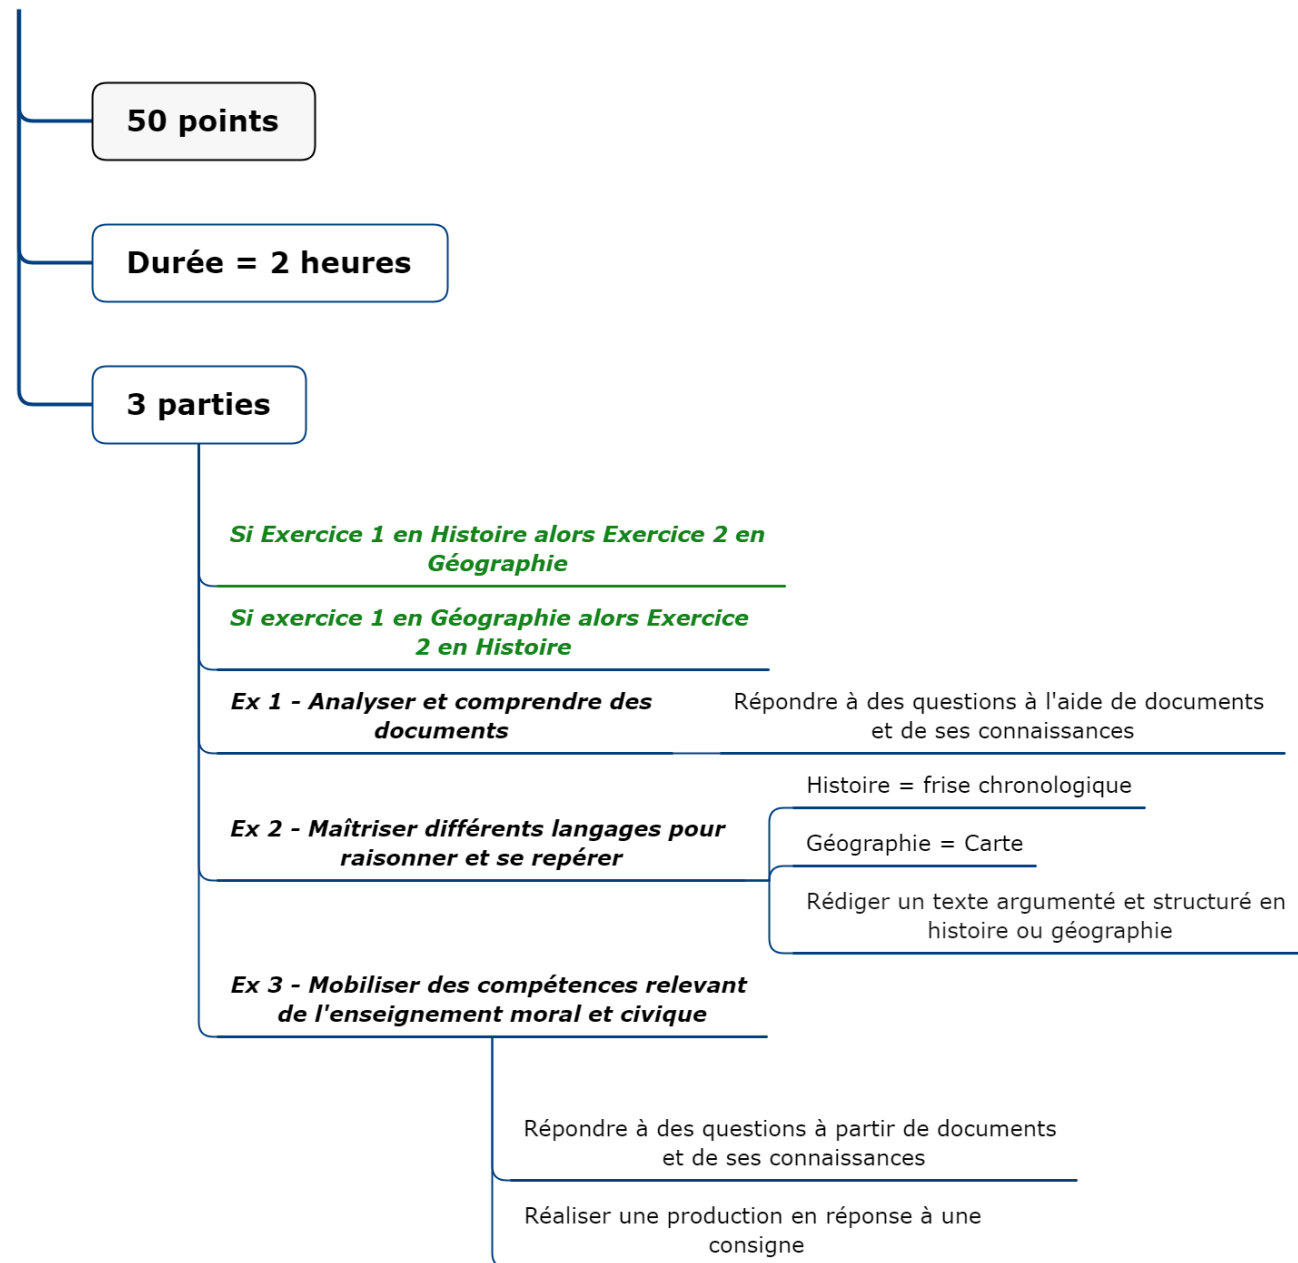 50 points
Durée = 2 heures
3 parties
Si Exercice 1 en Histoire alors Exercice 2 en
Géographie
Si exercice 1 en Géographie alors Exercice
2 en Histoire
Ex 1 - Analyser et comprendre des
documents
Répondre à des questions à l'aide de documents
et de ses connaissances
Ex 2 - Maîtriser différents langages pour
raisonner et se repérer
Histoire = frise chronologique
Géographie = Carte
Rédiger un texte argumenté et structuré en
histoire ou géographie
Ex 3 - Mobiliser des compétences relevant
de l'enseignement moral et civique
Répondre à des questions à partir de documents
et de ses connaissances
Réaliser une production en réponse à une
consigne